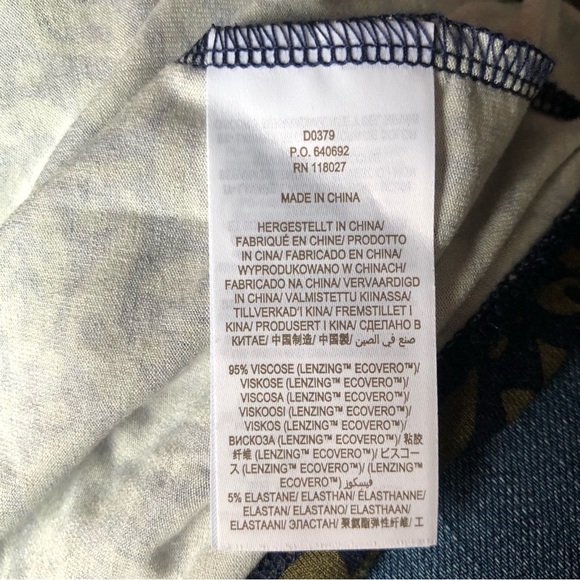 D0379
P.O. 640692
RN 118027
MADE IN CHINA
HERGESTELLT IN CHINA/
FABRIQUÉ EN CHINE/ PRODOTTO
IN CINA/ FABRICADO EN CHINA/
WYPRODUKOWANO W CHINACH/
FABRICADO NA CHINA/ VERVAARDIGD
IN CHINA/ VALMISTETTU KIINASSA/
TILLVERKAD'I KINA/ FREMSTILLET I
KINA/ PRODUSERT I KINA/ СДЕЛАНО В
КИТАЕ/ 中国制造/ 中国製/ صنع في الصين
95% VISCOSE (LENZING™ ECOVERO™)/
VISKOSE (LENZING™ ECOVERO™)/
VISCOSA (LENZING™ ECOVERO™)/
VISKOOSI (LENZING™ ECOVERO™)/
VISKOS (LENZING™ ECOVERO™)/
ВИСКОЗА (LENZING™ ECOVERO™)/ 粘胶
纤维 (LENZING™ ECOVERO™)/ ビスコー
ス (LENZING™ ECOVERO™)/ (LENZING™
ECOVERO™) فيسكوز
5% ELASTANE/ ELASTHAN/ ÉLASTHANNE/
ELASTAN/ ELASTANO/ ELASTHAAN/
ELASTAANI/ ЭЛАСТАН/ 聚氨酯弹性纤维/ エ